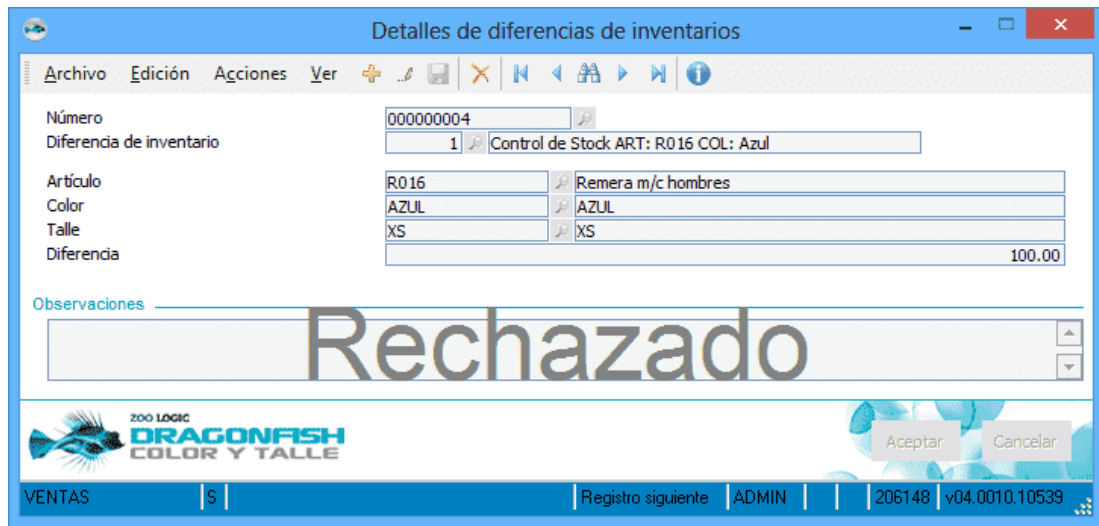 Detalles de diferencias de inventarios
Archivo Edición Acciones Ver
Número 000000004
Diferencia de inventario 1 Control de Stock ART: R016 COL: Azul
Artículo R016 Remera m/c hombres
Color AZUL AZUL
Talle XS XS
Diferencia 100.00
Observaciones
Rechazado
ZOO LOGIC
DRAGONFISH
COLOR Y TALLE
Aceptar Cancelar
VENTAS S Registro siguiente ADMIN 206148 v04.0010.10539